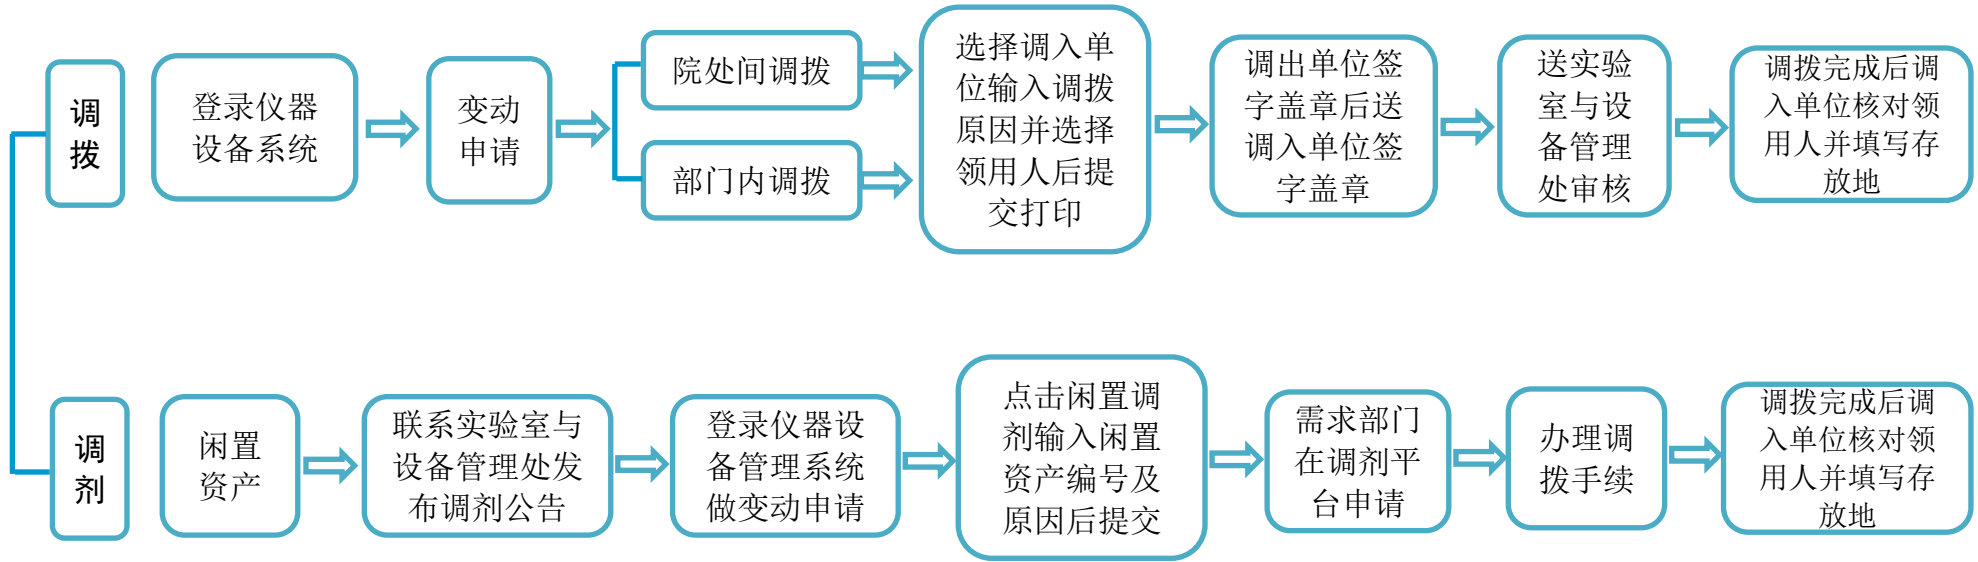 调
拨
登录仪器
设备系统
变动
申请
院处间调拨
部门内调拨
选择调入单
位输入调拨
原因并选择
领用人后提
交打印
调出单位签
字盖章后送
调入单位签
字盖章
送实验
室与设
备管理
处审核
调拨完成后调
入单位核对领
用人并填写存
放地
调
剂
闲置
资产
联系实验室与
设备管理处发
布调剂公告
登录仪器设
备管理系统
做变动申请
点击闲置调
剂输入闲置
资产编号及
原因后提交
需求部门
在调剂平
台申请
办理调
拨手续
调拨完成后调
入单位核对领
用人并填写存
放地